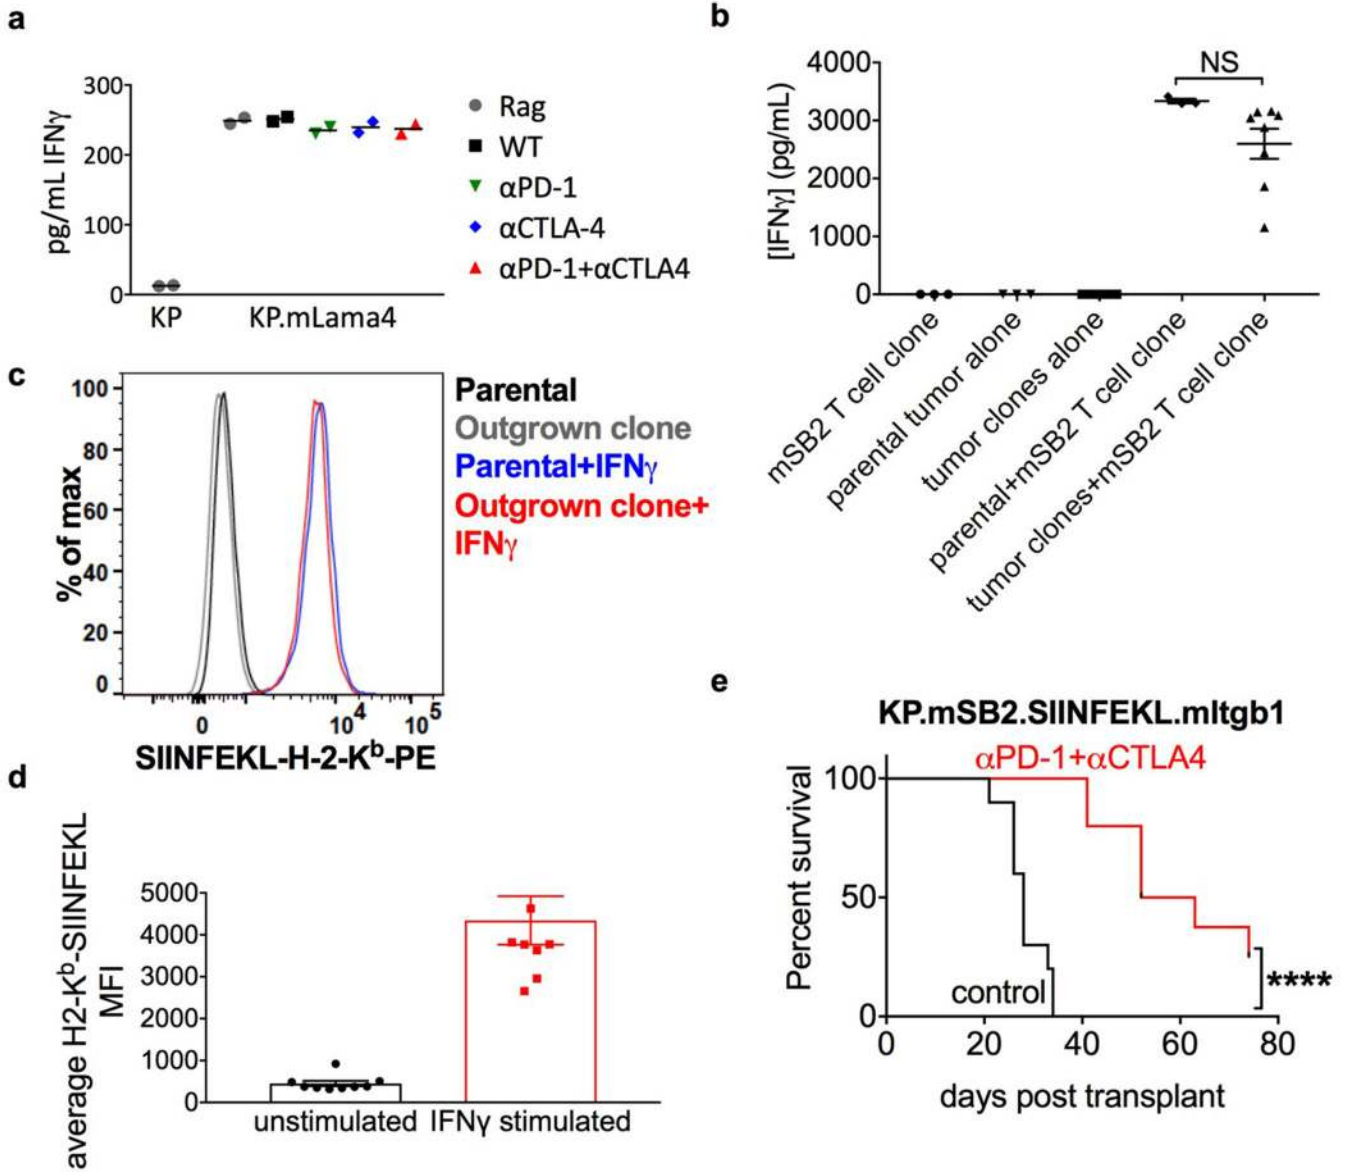 a
pg/mL IFNγ
300
200
100
0
KP
KP.mLama4
Rag
WT
αPD-1
αCTLA-4
αPD-1+αCTLA4
b
[IFNγ] (pg/mL)
4000
3000
2000
1000
0
NS
mSB2 T cell clone
parental tumor alone
tumor clones alone
parental+mSB2 T cell clone
tumor clones+mSB2 T cell clone
c
% of max
100
80
60
40
20
0
0
10^4
10^5
SIINFEKL-H-2-K^b-PE
Parental
Outgrown clone
Parental+IFNγ
Outgrown clone+
IFNγ
d
average H2-K^b-SIINFEKL
MFI
5000
4000
3000
2000
1000
0
unstimulated
IFNγ stimulated
e
KP.mSB2.SIINFEKL.mItgb1
αPD-1+αCTLA4
Percent survival
100
50
0
control
****
0
20
40
60
80
days post transplant